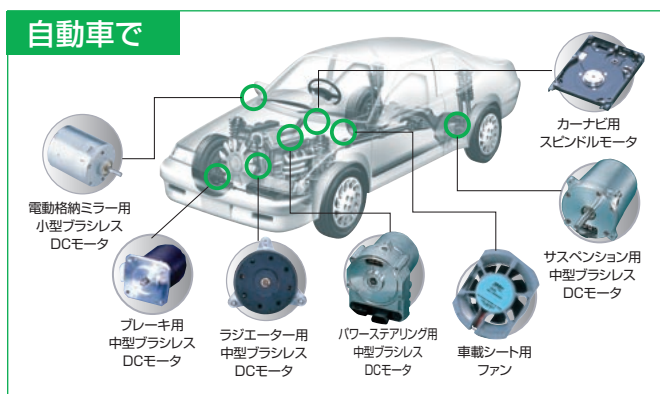 自動車で
カーナビ用
スピンドルモータ
電動格納ミラー用
小型ブラシレス
DCモータ
サスペンション用
中型ブラシレス
DCモータ
ブレーキ用
中型ブラシレス
DCモータ
ラジエーター用
中型ブラシレス
DCモータ
パワーステアリング用
中型ブラシレス
DCモータ
車載シート用
ファン